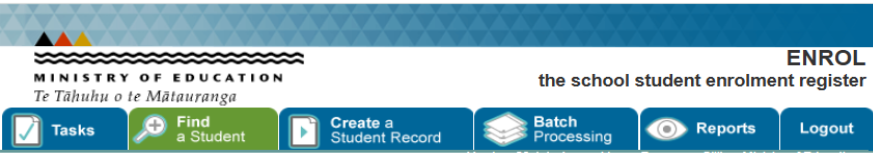 MINISTRY OF EDUCATION
Te Tāhuhu o te Mātauranga
ENROL
the school student enrolment register
Tasks
Find
a Student
Create a
Student Record
Batch
Processing
Reports
Logout